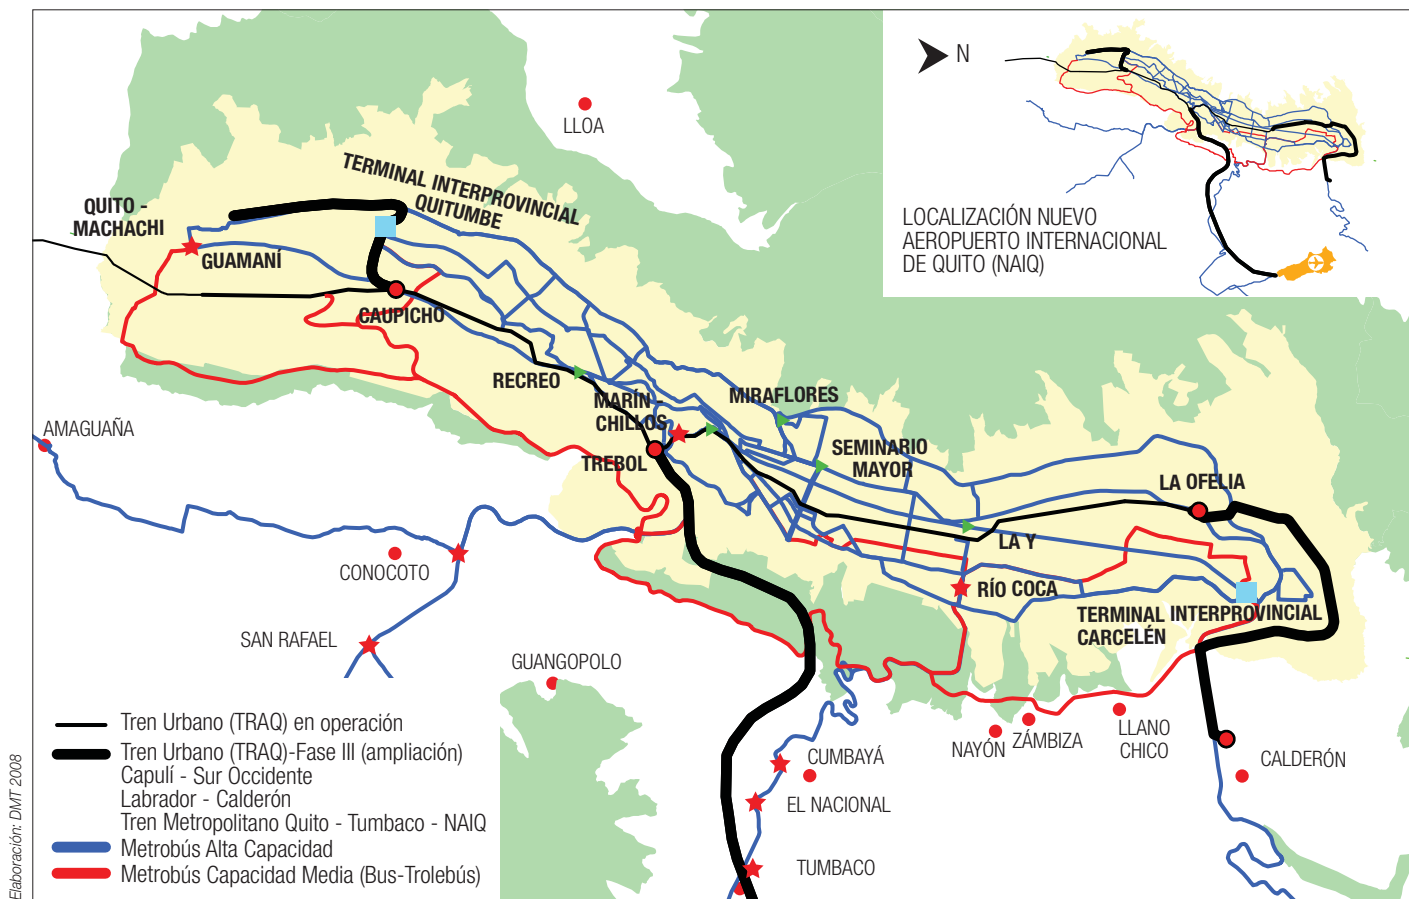 N
LOCALIZACIÓN NUEVO
AEROPUERTO INTERNACIONAL
DE QUITO (NAIQ)
LLOA
TERMINAL INTERPROVINCIAL
QUITUMBE
QUITO -
MACHACHI
GUAMANÍ
CAUPICHO
RECREO
MARÍN -
CHILLOS
MIRAFLORES
TREBOL
SEMINARIO
MAYOR
AMAGUAÑA
LA OFELIA
LA Y
CONOCOTO
RÍO COCA
TERMINAL INTERPROVINCIAL
CARCELÉN
SAN RAFAEL
GUANGOPOLO
NAYÓN
ZÁMBIZA
LLANO
CHICO
CALDERÓN
CUMBAYÁ
EL NACIONAL
TUMBACO
Tren Urbano (TRAQ) en operación
Tren Urbano (TRAQ)-Fase III (ampliación)
Capulí - Sur Occidente
Labrador - Calderón
Tren Metropolitano Quito - Tumbaco - NAIQ
Metrobús Alta Capacidad
Metrobús Capacidad Media (Bus-Trolebús)
Elaboración: DMT 2008